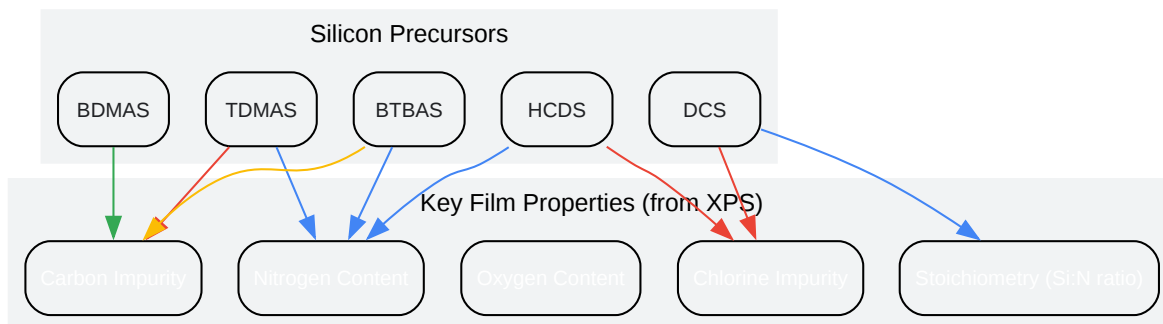 Silicon Precursors
BDMAS
TDMAS
BTBAS
HCDS
DCS
Key Film Properties (from XPS)
Carbon Impurity
Nitrogen Content
Oxygen Content
Chlorine Impurity
Stoichiometry (Si:N ratio)